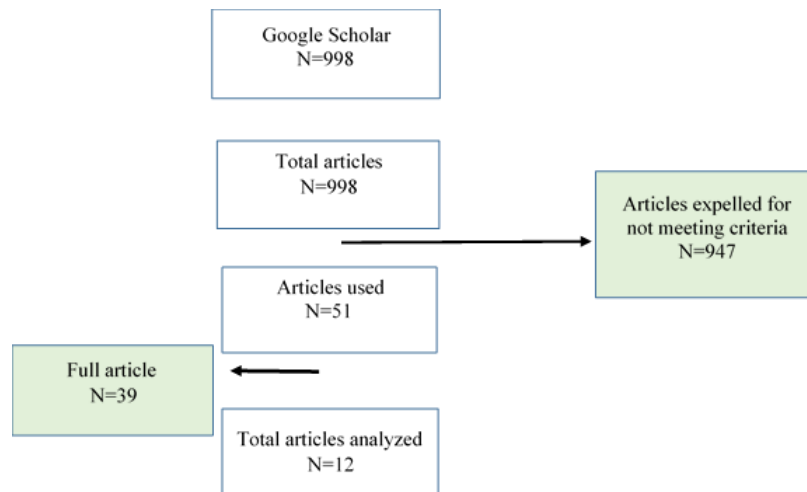 Google Scholar
N=998
Total articles
N=998
Articles expelled for
not meeting criteria
N=947
Articles used
N=51
Full article
N=39
Total articles analyzed
N=12